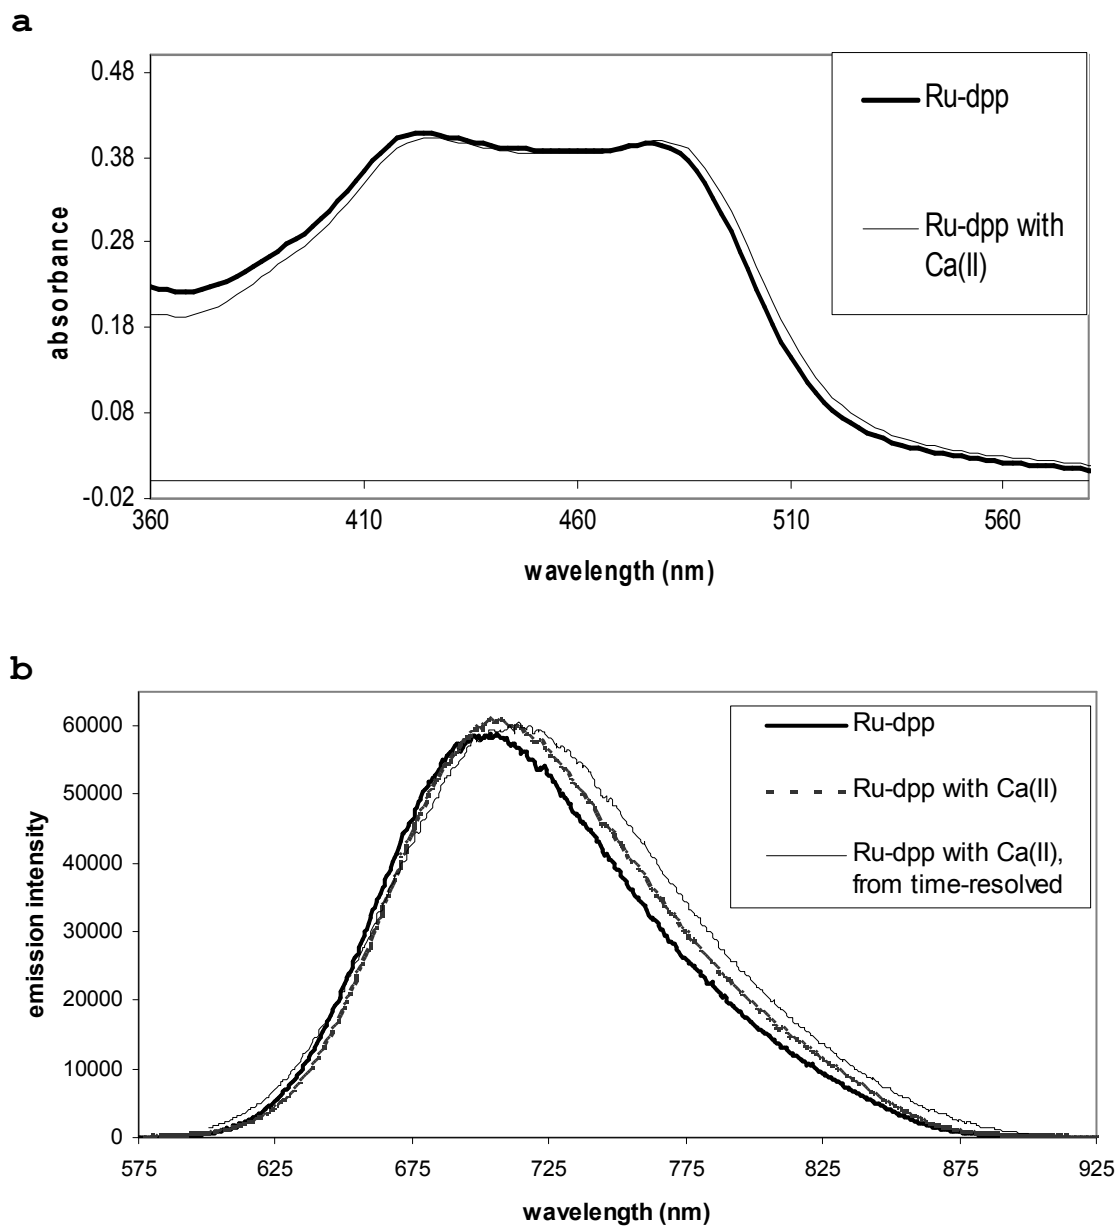 a
0.48
0.38
0.28
0.18
0.08
-0.02
absorbance
360 410 460 510 560
wavelength (nm)
Ru-dpp
Ru-dpp with
Ca(II)
b
60000
50000
40000
30000
20000
10000
0
emission intensity
575 625 675 725 775 825 875 925
wavelength (nm)
Ru-dpp
Ru-dpp with Ca(II)
Ru-dpp with Ca(II),
from time-resolved